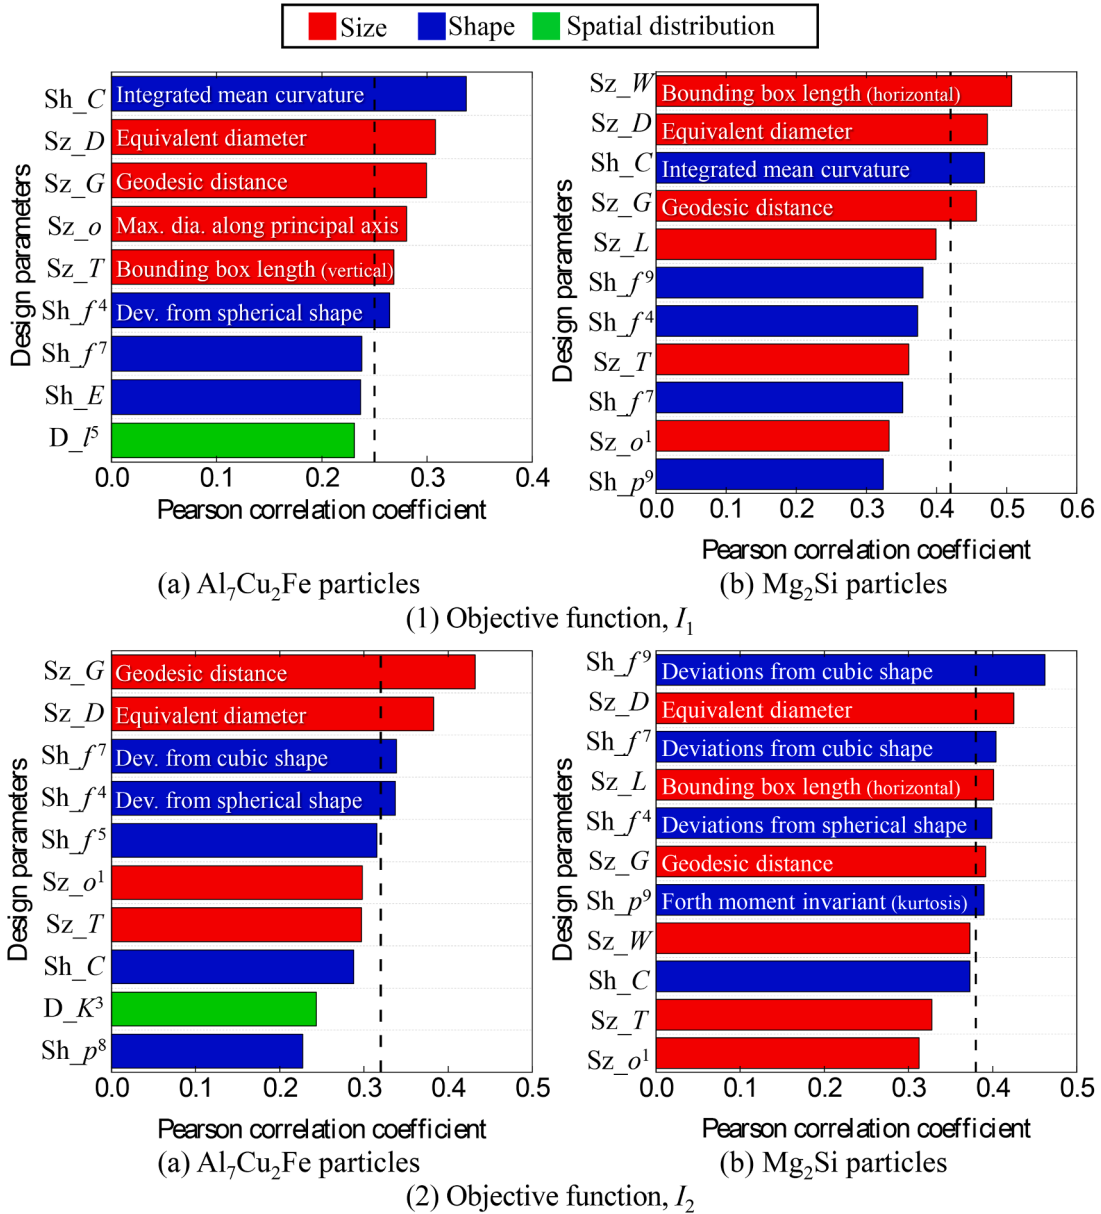 Size Shape Spatial distribution
Design parameters
Sh_C Integrated mean curvature
Sz_D Equivalent diameter
Sz_G Geodesic distance
Sz_o Max. dia. along principal axis
Sz_T Bounding box length (vertical)
Sh_f⁴ Dev. from spherical shape
Sh_f⁷
Sh_E
D_l⁵
0.0 0.2 0.3 0.4
Pearson correlation coefficient
(a) Al₇Cu₂Fe particles
Design parameters
Sz_W Bounding box length (horizontal)
Sz_D Equivalent diameter
Sh_C Integrated mean curvature
Sz_G Geodesic distance
Sz_L
Sh_f⁹
Sh_f⁴
Sz_T
Sh_f⁷
Sz_o¹
Sh_p⁹
0.0 0.1 0.2 0.3 0.4 0.5 0.6
Pearson correlation coefficient
(b) Mg₂Si particles
(1) Objective function, I₁
Design parameters
Sz_G Geodesic distance
Sz_D Equivalent diameter
Sh_f⁷ Dev. from cubic shape
Sh_f⁴ Dev. from spherical shape
Sh_f⁵
Sz_o¹
Sz_T
Sh_C
D_K³
Sh_p⁸
0.0 0.1 0.2 0.3 0.4 0.5
Pearson correlation coefficient
(a) Al₇Cu₂Fe particles
Design parameters
Sh_f⁹ Deviations from cubic shape
Sz_D Equivalent diameter
Sh_f⁷ Deviations from cubic shape
Sz_L Bounding box length (horizontal)
Sh_f⁴ Deviations from spherical shape
Sz_G Geodesic distance
Sh_p⁹ Forth moment invariant (kurtosis)
Sz_W
Sh_C
Sz_T
Sz_o¹
0.0 0.1 0.2 0.3 0.4 0.5
Pearson correlation coefficient
(b) Mg₂Si particles
(2) Objective function, I₂